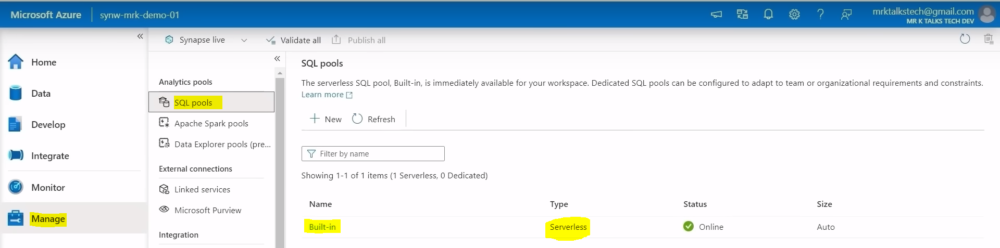 Microsoft Azure synw-mrk-demo-01
mrktalkstech@gmail.com
MR K TALKS TECH DEV
Home
Data
Develop
Integrate
Monitor
Manage
Synapse live Validate all Publish all
Analytics pools
SQL pools
Apache Spark pools
Data Explorer pools (pre...
External connections
Linked services
Microsoft Purview
Integration
SQL pools
The serverless SQL pool, Built-in, is immediately available for your workspace. Dedicated SQL pools can be configured to adapt to team or organizational requirements and constraints.
Learn more
New Refresh
Filter by name
Showing 1-1 of 1 items (1 Serverless, 0 Dedicated)
Name Type Status Size
Built-in Serverless Online Auto